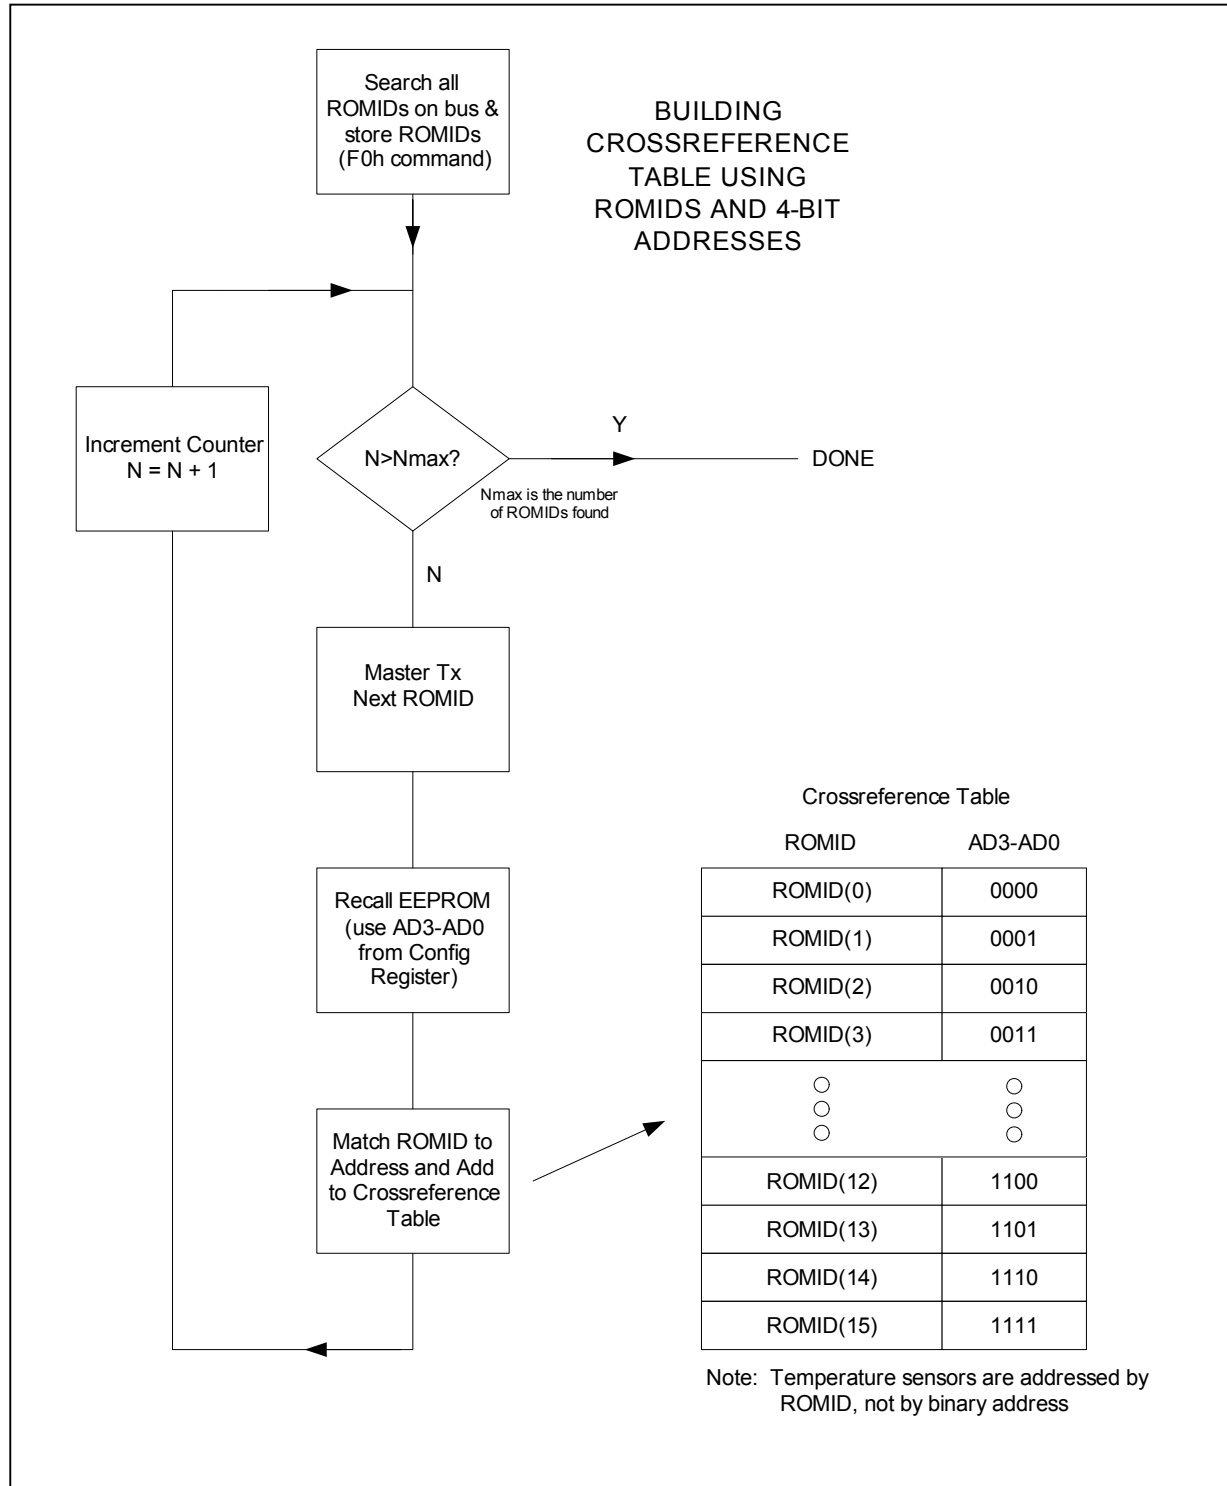 Search all
ROMIDs on bus &
store ROMIDs
(F0h command)
BUILDING
CROSSREFERENCE
TABLE USING
ROMIDS AND 4-BIT
ADDRESSES
Increment Counter
N = N + 1
N>Nmax?
Y
DONE
Nmax is the number
of ROMIDs found
N
Master Tx
Next ROMID
Recall EEPROM
(use AD3-AD0
from Config
Register)
Match ROMID to
Address and Add
to Crossreference
Table
Crossreference Table
ROMID AD3-AD0
ROMID(0) 0000
ROMID(1) 0001
ROMID(2) 0010
ROMID(3) 0011
ROMID(12) 1100
ROMID(13) 1101
ROMID(14) 1110
ROMID(15) 1111
Note: Temperature sensors are addressed by
ROMID, not by binary address